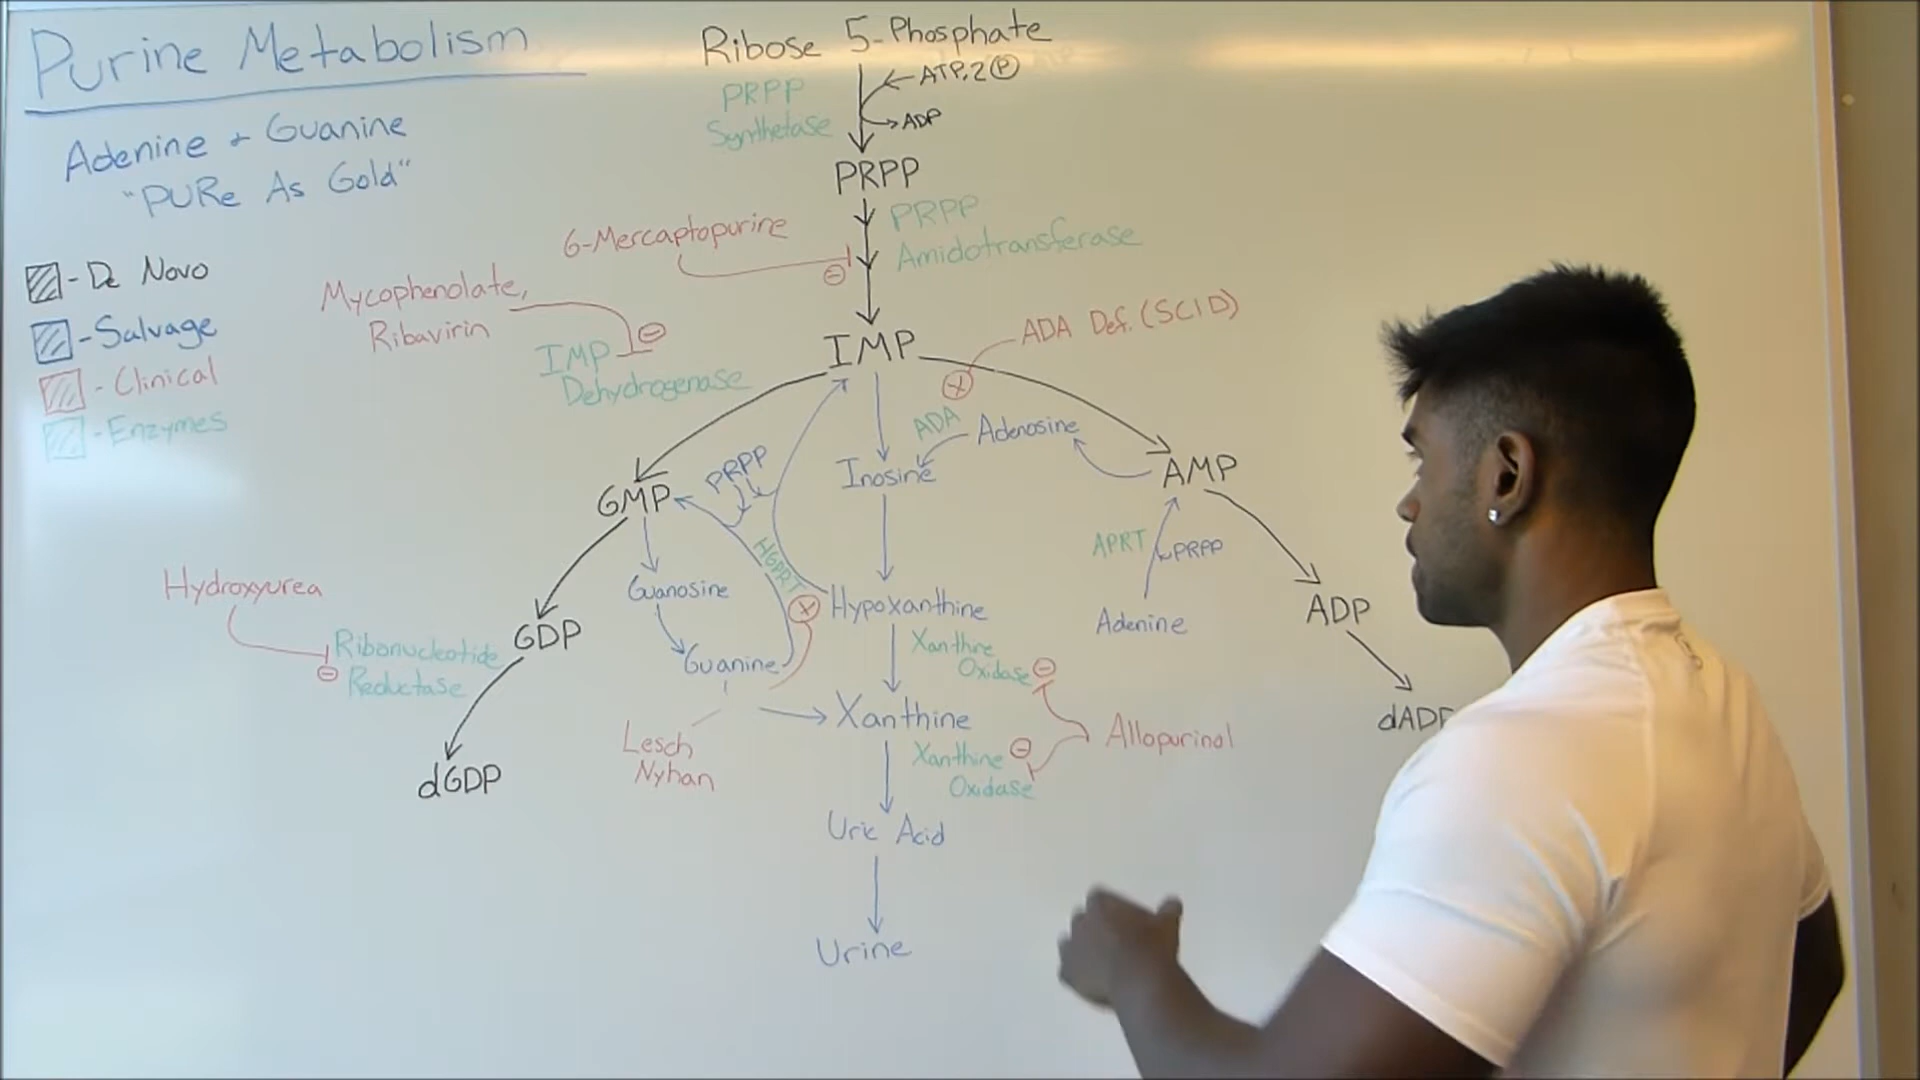 Purine Metabolism
Adenine + Guanine
"PURe As Gold"
- De Novo
- Salvage
- Clinical
- Enzymes
Ribose 5-Phosphate
ATP, 2 P
ADP
PRPP
Synthetase
PRPP
PRPP
Amidotransferase
6-Mercaptopurine
Mycophenolate,
Ribavirin
IMP
Dehydrogenase
IMP
ADA Def. (SCID)
ADA
Adenosine
Inosine
AMP
GMP
PRPP
HGPRT
APRT
PRPP
Adenine
Guanosine
Guanine
Hypoxanthine
Hydroxyurea
Ribonucleotide
Reductase
GDP
ADP
Xanthine
Oxidase
Xanthine
Lesch
Nyhan
Xanthine
Oxidase
Allopurinol
dGDP
dADP
Uric Acid
Urine